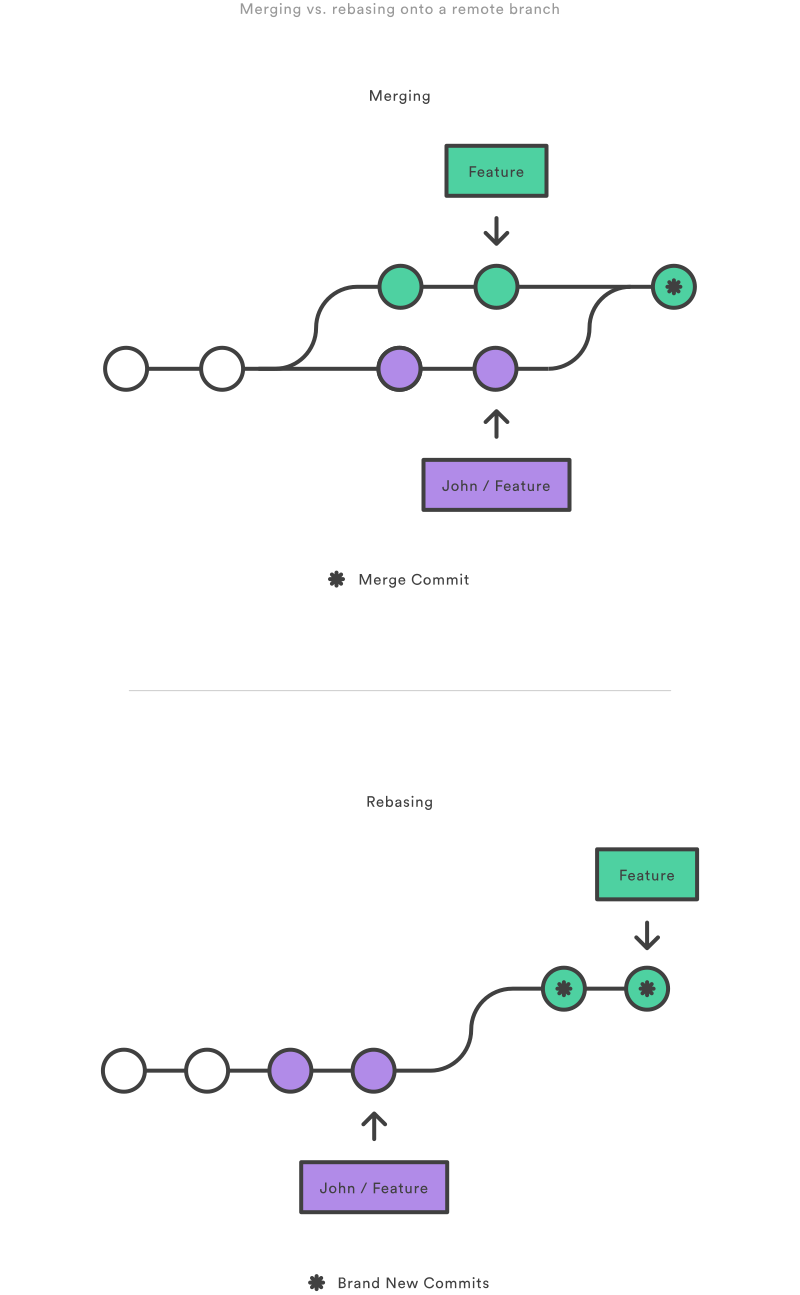 Merging vs. rebasing onto a remote branch
Merging
Feature
John / Feature
Merge Commit
Rebasing
Feature
John / Feature
Brand New Commits